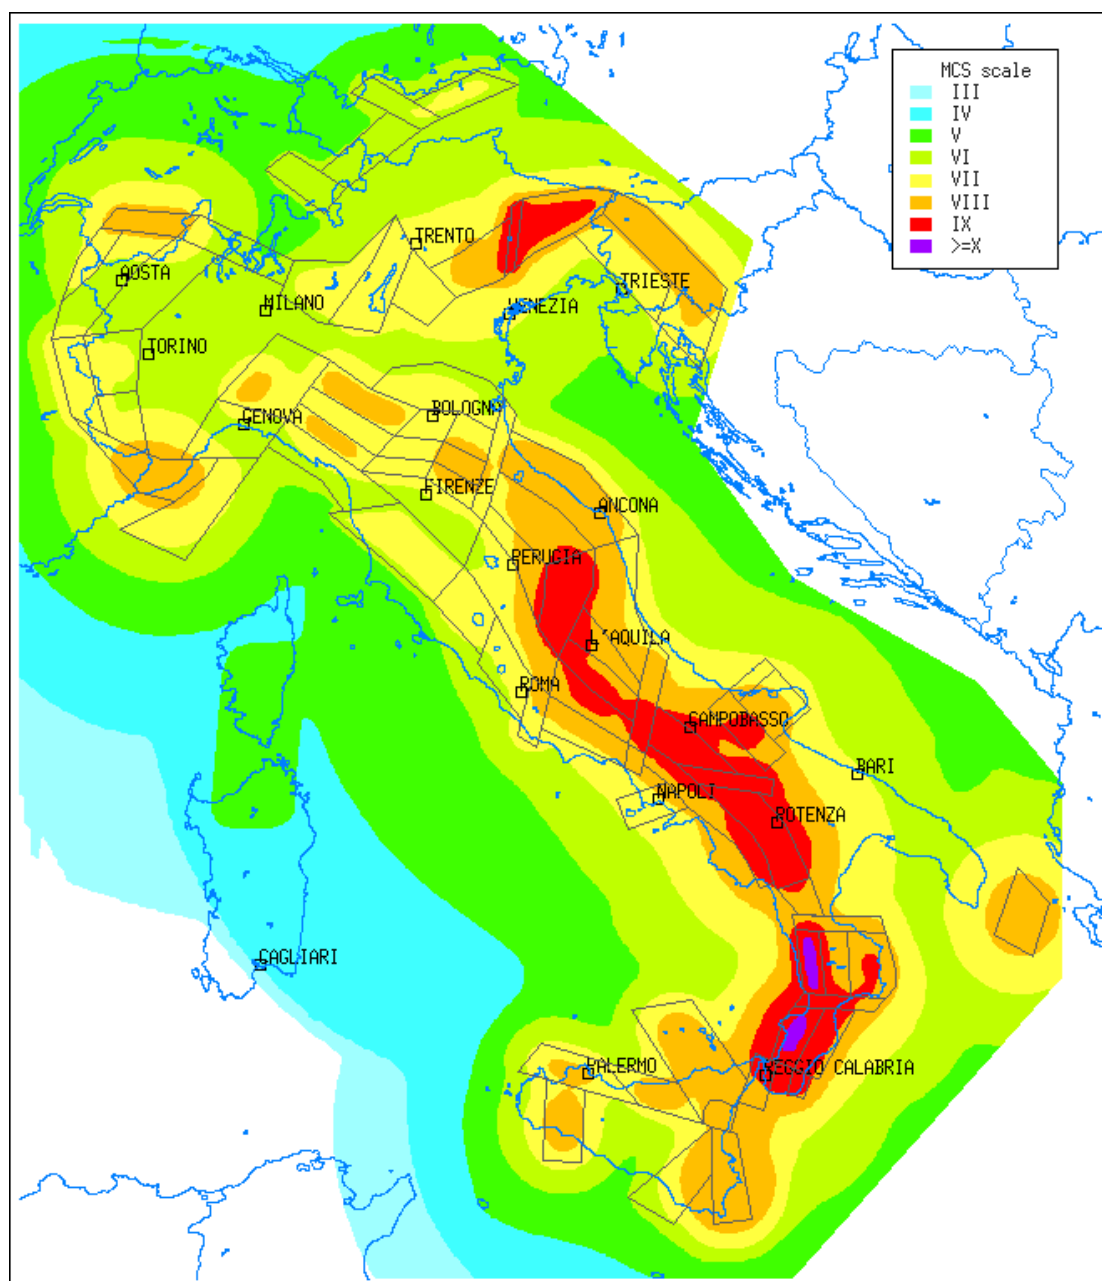 MCS scale
III
IV
V
VI
VII
VIII
IX
>=X
TRENTO
AOSTA
TRIESTE
MILANO
VENEZIA
TORINO
GENOVA
BOLOGNA
FIRENZE
ANCONA
PERUGIA
L'AQUILA
ROMA
CAMPOBASSO
BARI
NAPOLI
POTENZA
CAGLIARI
PALERMO
REGGIO CALABRIA